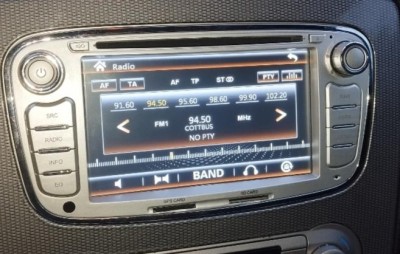 Radio
AF TA AF TP ST PTY
91.60 94.50 95.60 98.10 99.90 102.20
FM1 94.50 MHz
COTTBUS
NO PTY
SRC
RADIO
INFO
BAND